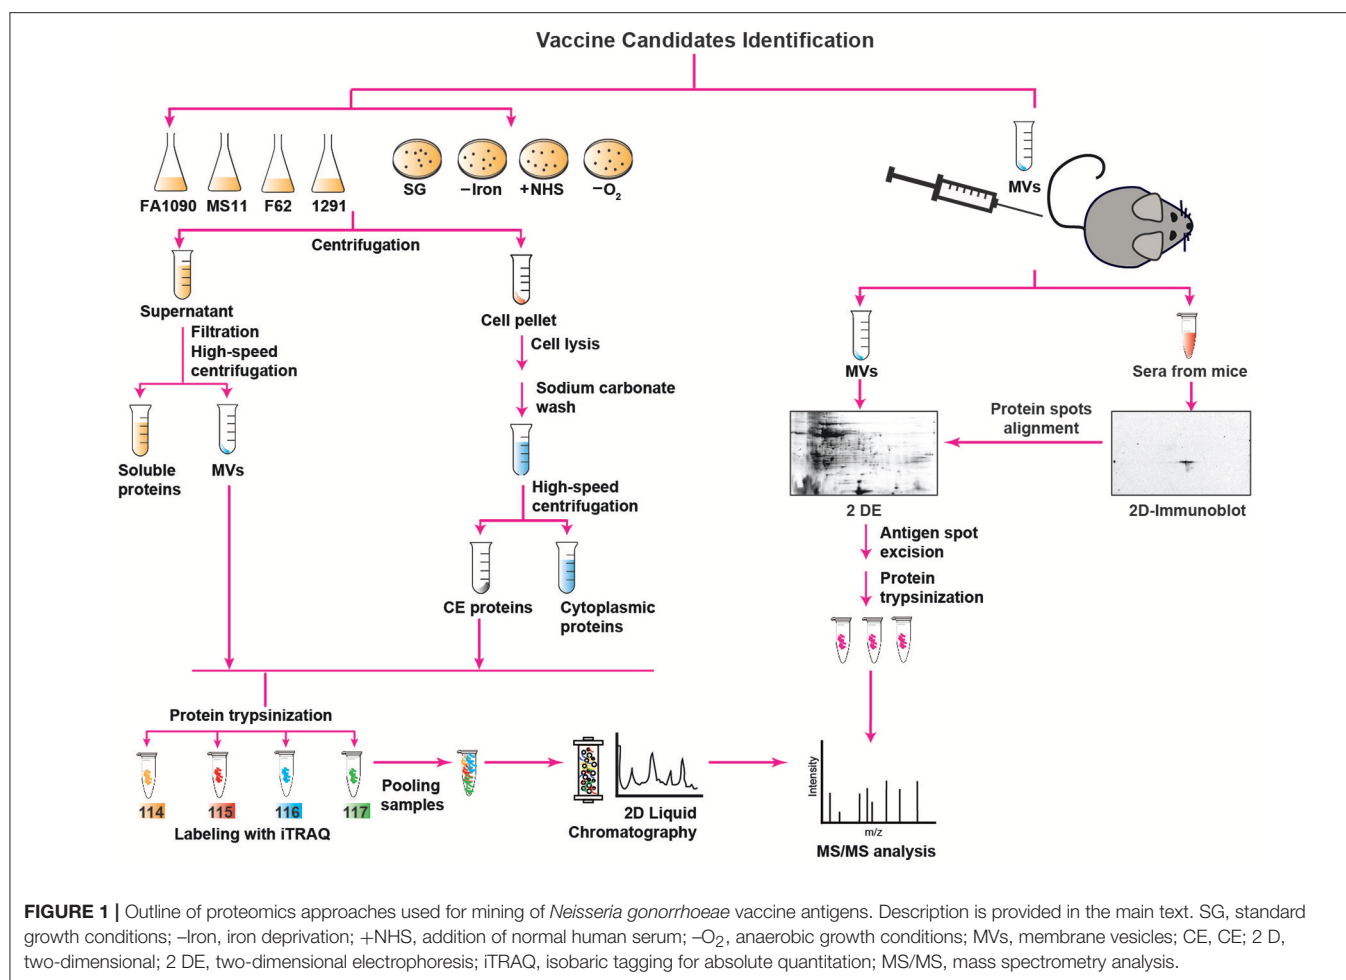 Vaccine Candidates Identification
FA1090 MS11 F62 1291
SG –Iron +NHS –O₂
MVs
Centrifugation
Supernatant
Filtration
High-speed
centrifugation
Soluble
proteins
MVs
Cell pellet
Cell lysis
Sodium carbonate
wash
High-speed
centrifugation
CE proteins
Cytoplasmic
proteins
MVs
Sera from mice
Protein spots
alignment
2 DE
2D-Immunoblot
Antigen spot
excision
Protein
trypsinization
Protein trypsinization
114 115 116 117
Labeling with iTRAQ
Pooling
samples
2D Liquid
Chromatography
Intensity
m/z
MS/MS analysis
FIGURE 1 | Outline of proteomics approaches used for mining of Neisseria gonorrhoeae vaccine antigens. Description is provided in the main text. SG, standard
growth conditions; –Iron, iron deprivation; +NHS, addition of normal human serum; –O₂, anaerobic growth conditions; MVs, membrane vesicles; CE, CE; 2 D,
two-dimensional; 2 DE, two-dimensional electrophoresis; iTRAQ, isobaric tagging for absolute quantitation; MS/MS, mass spectrometry analysis.